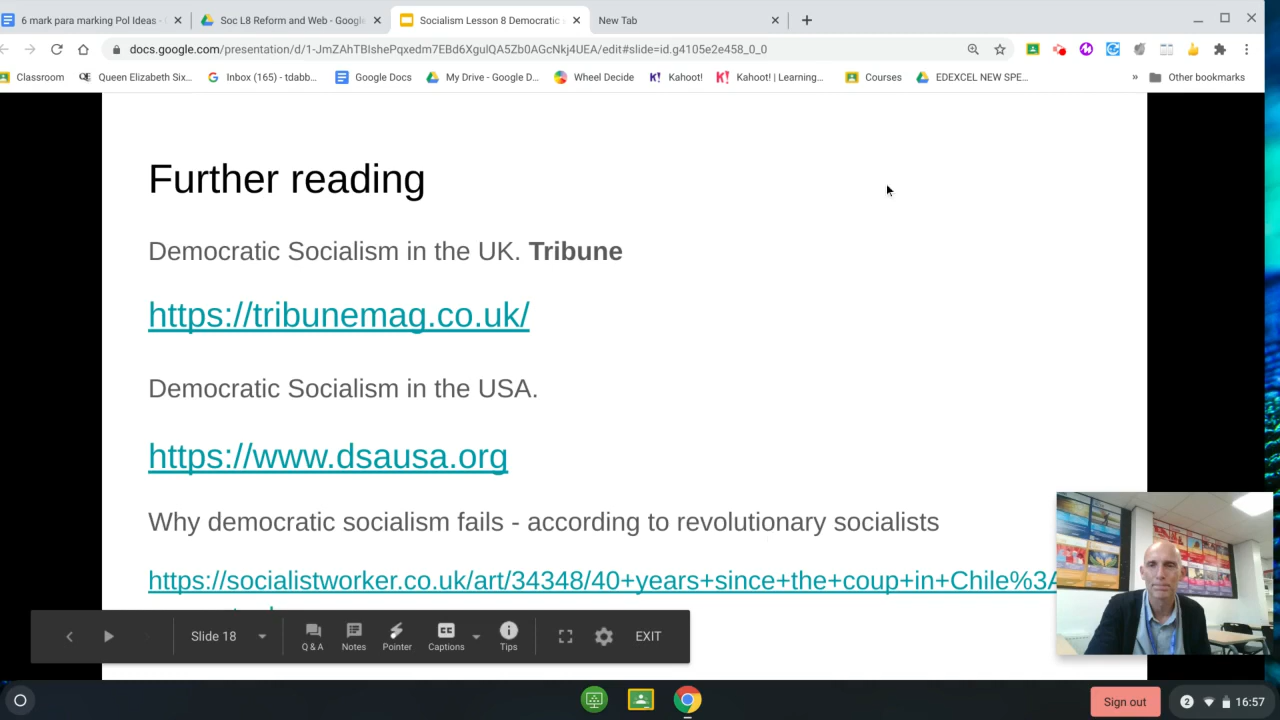 6 mark para marking Pol Ideas -
Soc L8 Reform and Web - Google
Socialism Lesson 8 Democratic
New Tab
docs.google.com/presentation/d/1-JmZAhTBIshePqxedm7EBd6XguIQA5Zb0AGcNkj4UEA/edit#slide=id.g4105e2e458_0_0
Classroom
Queen Elizabeth Six...
Inbox (165) - tdabb...
Google Docs
My Drive - Google D...
Wheel Decide
Kahoot!
Kahoot! | Learning...
Courses
EDEXCEL NEW SPE...
»
Other bookmarks
Further reading
Democratic Socialism in the UK. Tribune
https://tribunemag.co.uk/
Democratic Socialism in the USA.
https://www.dsausa.org
Why democratic socialism fails - according to revolutionary socialists
https://socialistworker.co.uk/art/34348/40+years+since+the+coup+in+Chile%3A
Slide 18
Q & A
Notes
Pointer
Captions
Tips
EXIT
Sign out
2
16:57